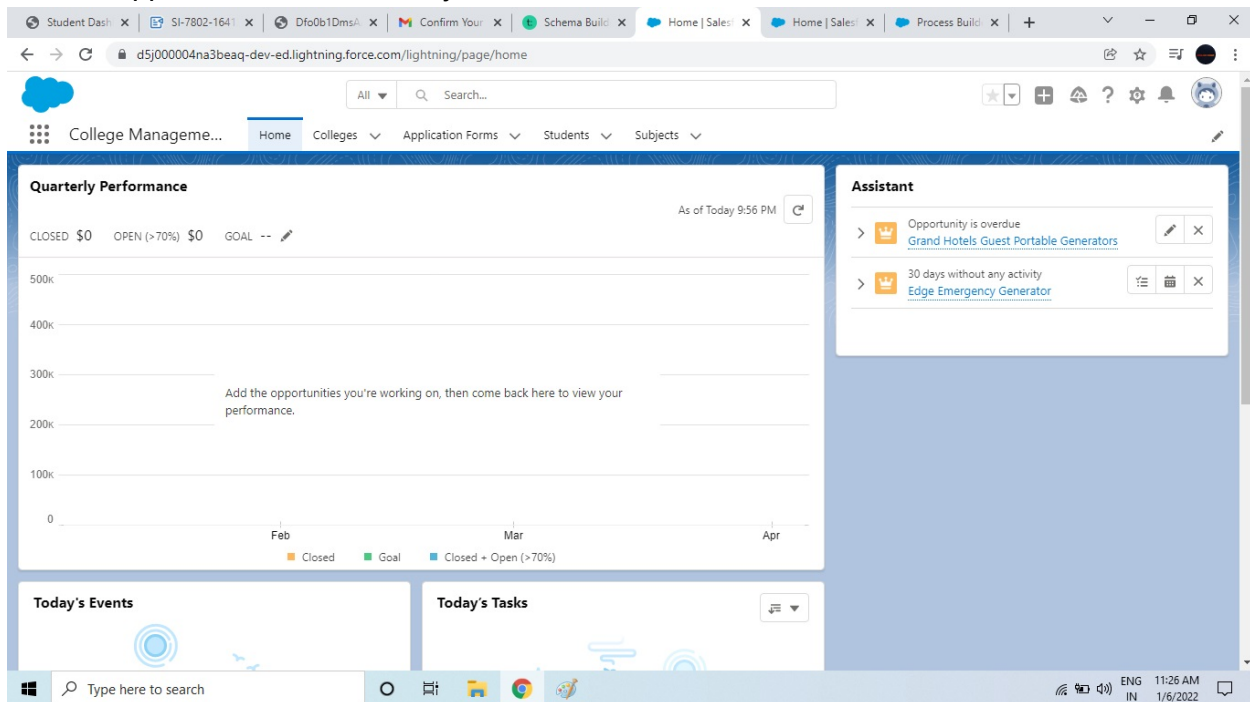 Student Dash
SI-7802-1641
Dfo0b1DmsA
Confirm Your
Schema Build
Home | Sales
Home | Sales
Process Build
d5j000004na3beaq-dev-ed.lightning.force.com/lightning/page/home
All
Search...
College Manageme...
Home
Colleges
Application Forms
Students
Subjects
Quarterly Performance
As of Today 9:56 PM
CLOSED $0 OPEN (>70%) $0 GOAL --
500K
400K
300K
Add the opportunities you're working on, then come back here to view your
performance.
200K
100K
0
Feb Mar Apr
Closed Goal Closed + Open (>70%)
Assistant
Opportunity is overdue
Grand Hotels Guest Portable Generators
30 days without any activity
Edge Emergency Generator
Today's Events
Today's Tasks
Type here to search
ENG 11:26 AM
IN 1/6/2022